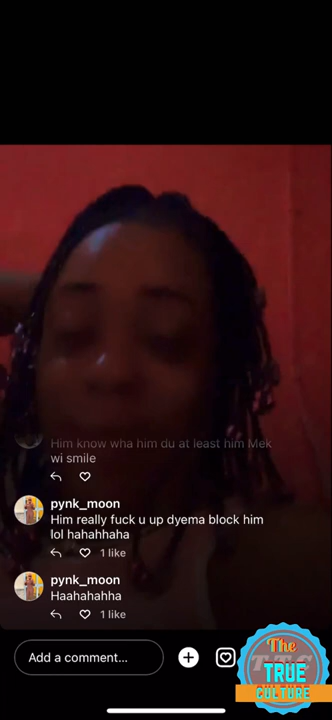 Him know wha him du at least him Mek
wi smile
pynk_moon
Him really fuck u up dyema block him
lol hahahhaha
1 like
pynk_moon
Haahahahha
1 like
Add a comment...
The
TRUE
CULTURE